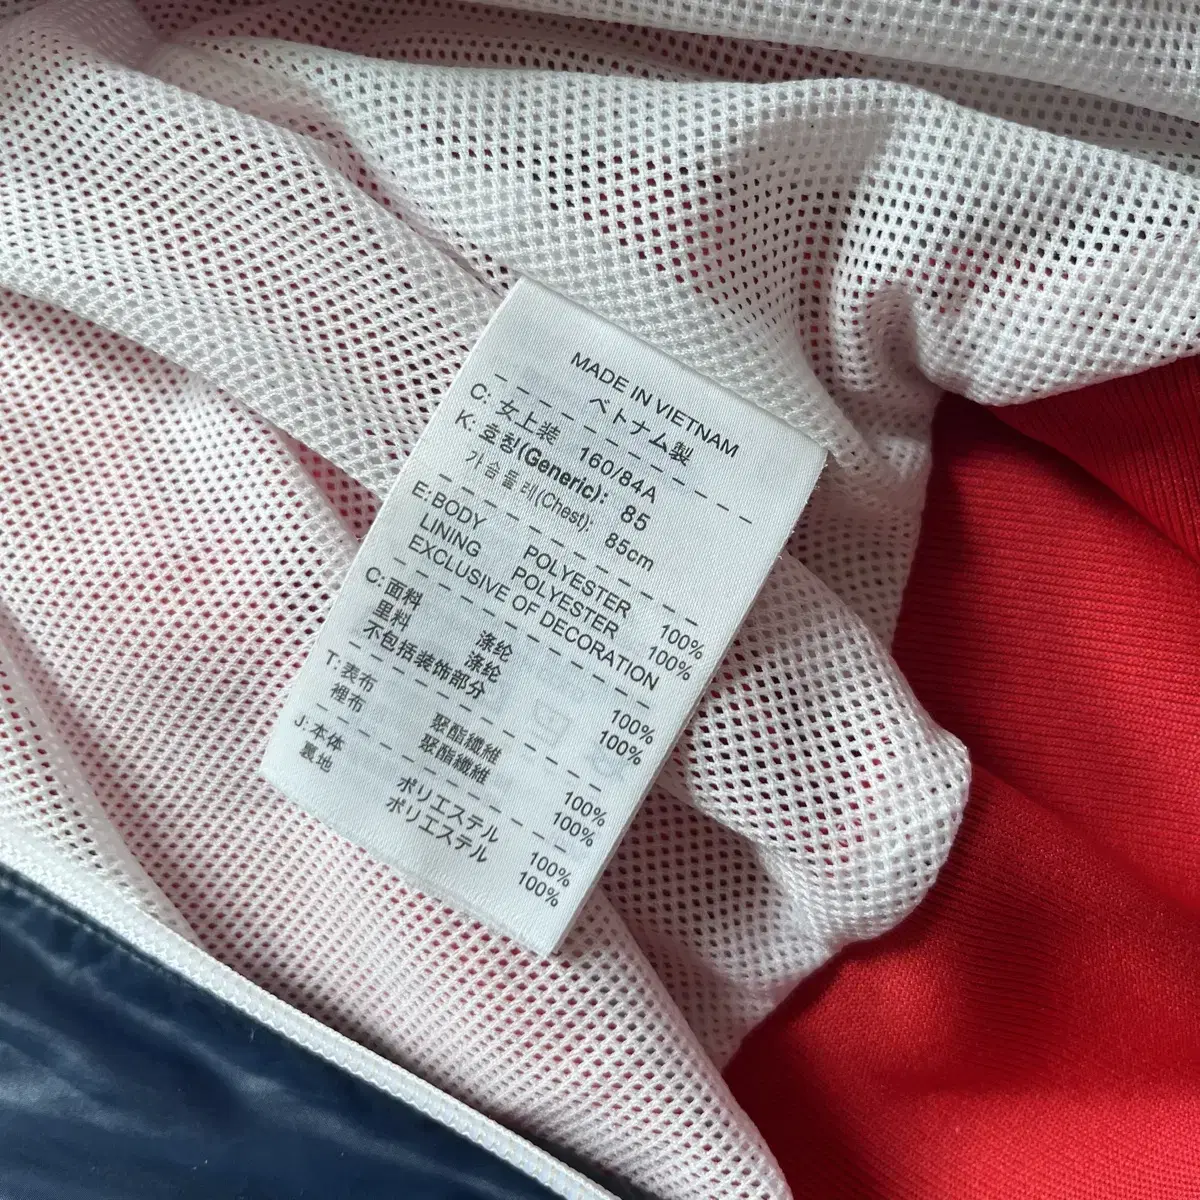 MADE IN VIETNAM
ベトナム製
C: 女上装 160/84A
K: 호칭(Generic): 85
가슴둘레(Chest): 85cm
E: BODY POLYESTER 100%
LINING POLYESTER 100%
EXCLUSIVE OF DECORATION
C: 面料 涤纶 100%
里料 涤纶 100%
不包括装饰部分
T: 表布 聚酯纖維 100%
裡布 聚酯纖維 100%
J: 本体 ポリエステル 100%
裏地 ポリエステル 100%